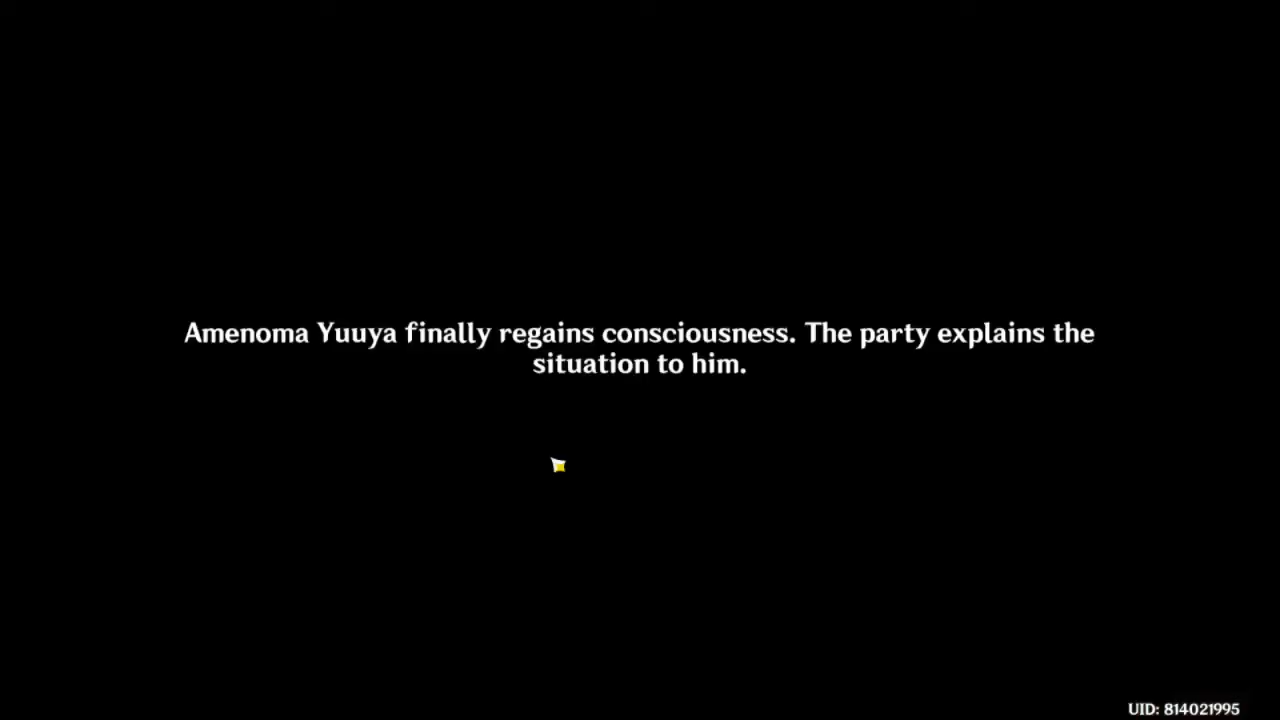 Amenoma Yuuya finally regains consciousness. The party explains the
situation to him.
UID: 814021995